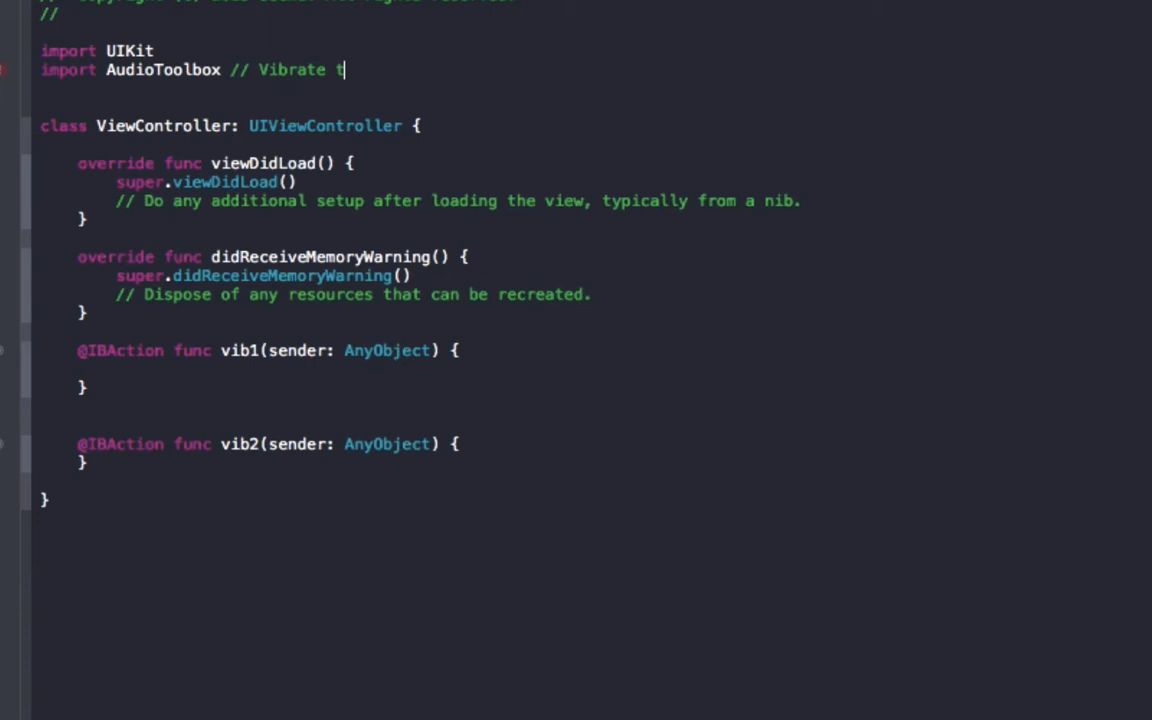 //
import UIKit
import AudioToolbox // Vibrate t
class ViewController: UIViewController {
override func viewDidLoad() {
super.viewDidLoad()
// Do any additional setup after loading the view, typically from a nib.
}
override func didReceiveMemoryWarning() {
super.didReceiveMemoryWarning()
// Dispose of any resources that can be recreated.
}
@IBAction func vib1(sender: AnyObject) {
}
@IBAction func vib2(sender: AnyObject) {
}
}